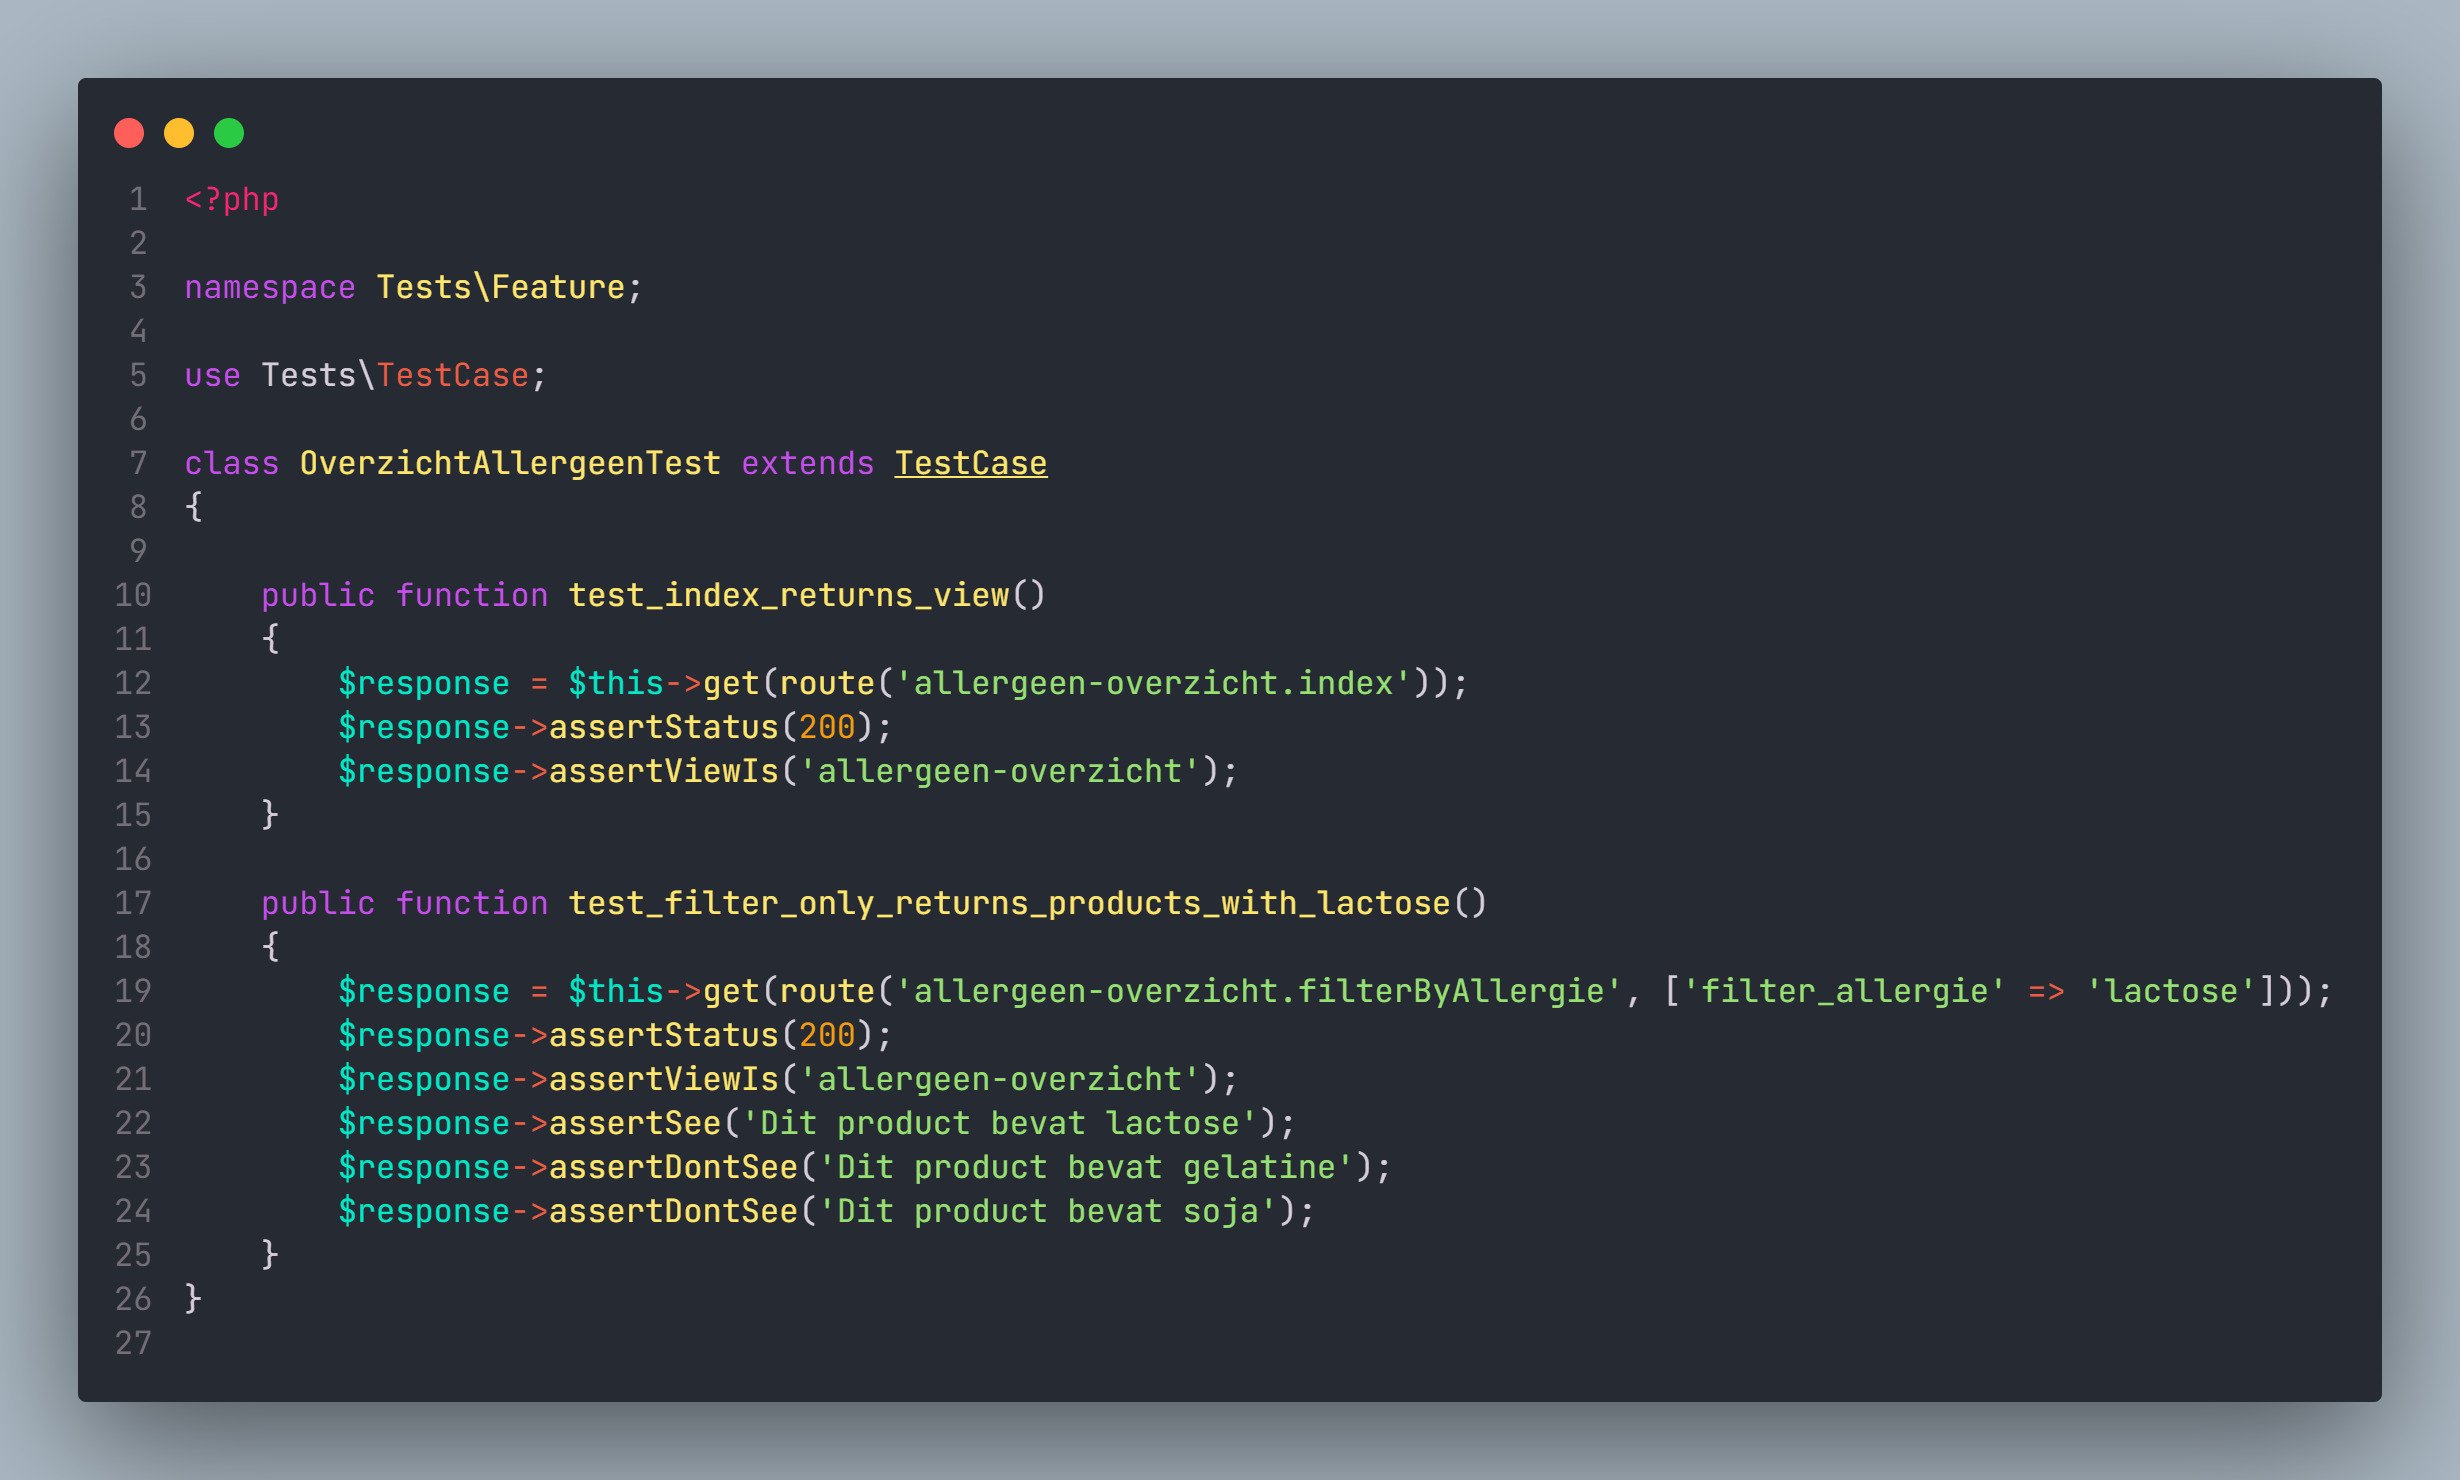 1 <?php
2
3 namespace Tests\Feature;
4
5 use Tests\TestCase;
6
7 class OverzichtAllergeenTest extends TestCase
8 {
9
10     public function test_index_returns_view()
11     {
12         $response = $this->get(route('allergeen-overzicht.index'));
13         $response->assertStatus(200);
14         $response->assertViewIs('allergeen-overzicht');
15     }
16
17     public function test_filter_only_returns_products_with_lactose()
18     {
19         $response = $this->get(route('allergeen-overzicht.filterByAllergie', ['filter_allergie' => 'lactose']));
20         $response->assertStatus(200);
21         $response->assertViewIs('allergeen-overzicht');
22         $response->assertSee('Dit product bevat lactose');
23         $response->assertDontSee('Dit product bevat gelatine');
24         $response->assertDontSee('Dit product bevat soja');
25     }
26 }
27